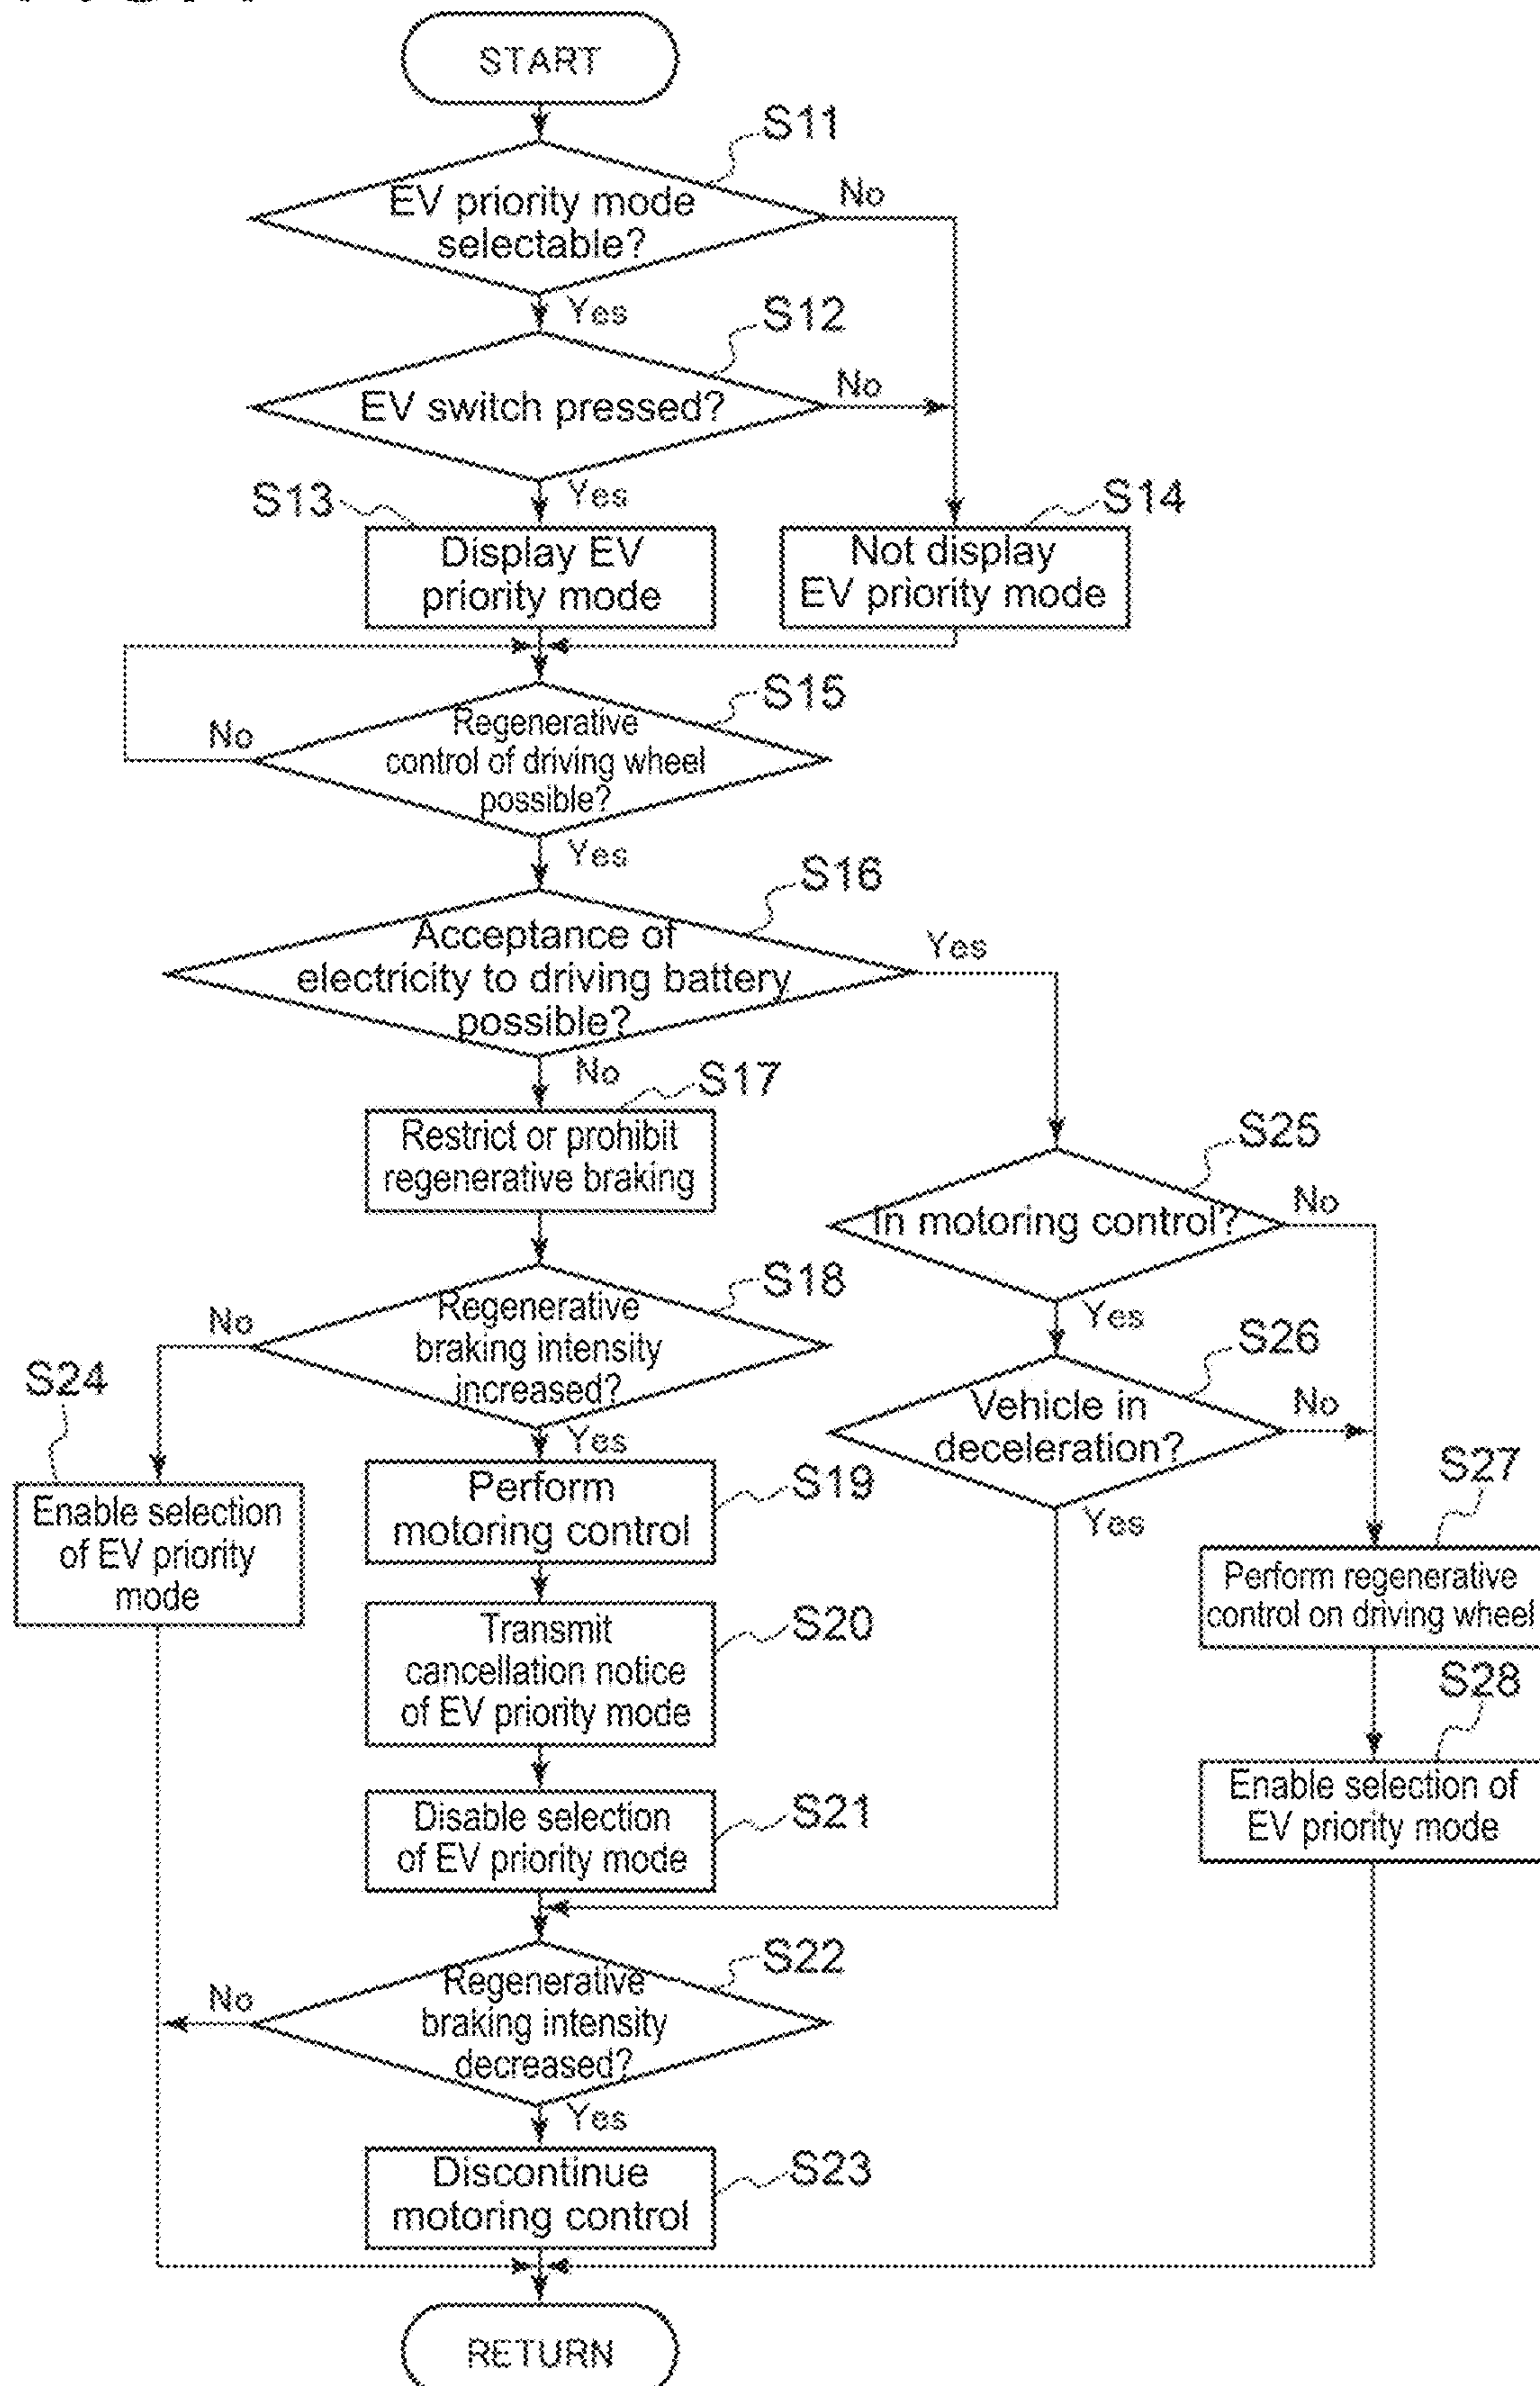 START
S11
EV priority mode
selectable?
No
Yes
S12
EV switch pressed?
No
Yes
S13
Display EV
priority mode
S14
Not display
EV priority mode
S15
Regenerative
control of driving wheel
possible?
No
Yes
S16
Acceptance of
electricity to driving battery
possible?
Yes
No
S17
Restrict or prohibit
regenerative braking
S25
In motoring control?
No
Yes
S18
Regenerative
braking intensity
increased?
No
Yes
S26
Vehicle in
deceleration?
No
Yes
S24
Enable selection
of EV priority
mode
S19
Perform
motoring control
S27
Perform regenerative
control on driving wheel
S20
Transmit
cancellation notice
of EV priority mode
S28
Enable selection of
EV priority mode
S21
Disable selection
of EV priority mode
S22
Regenerative
braking intensity
decreased?
No
Yes
S23
Discontinue
motoring control
RETURN